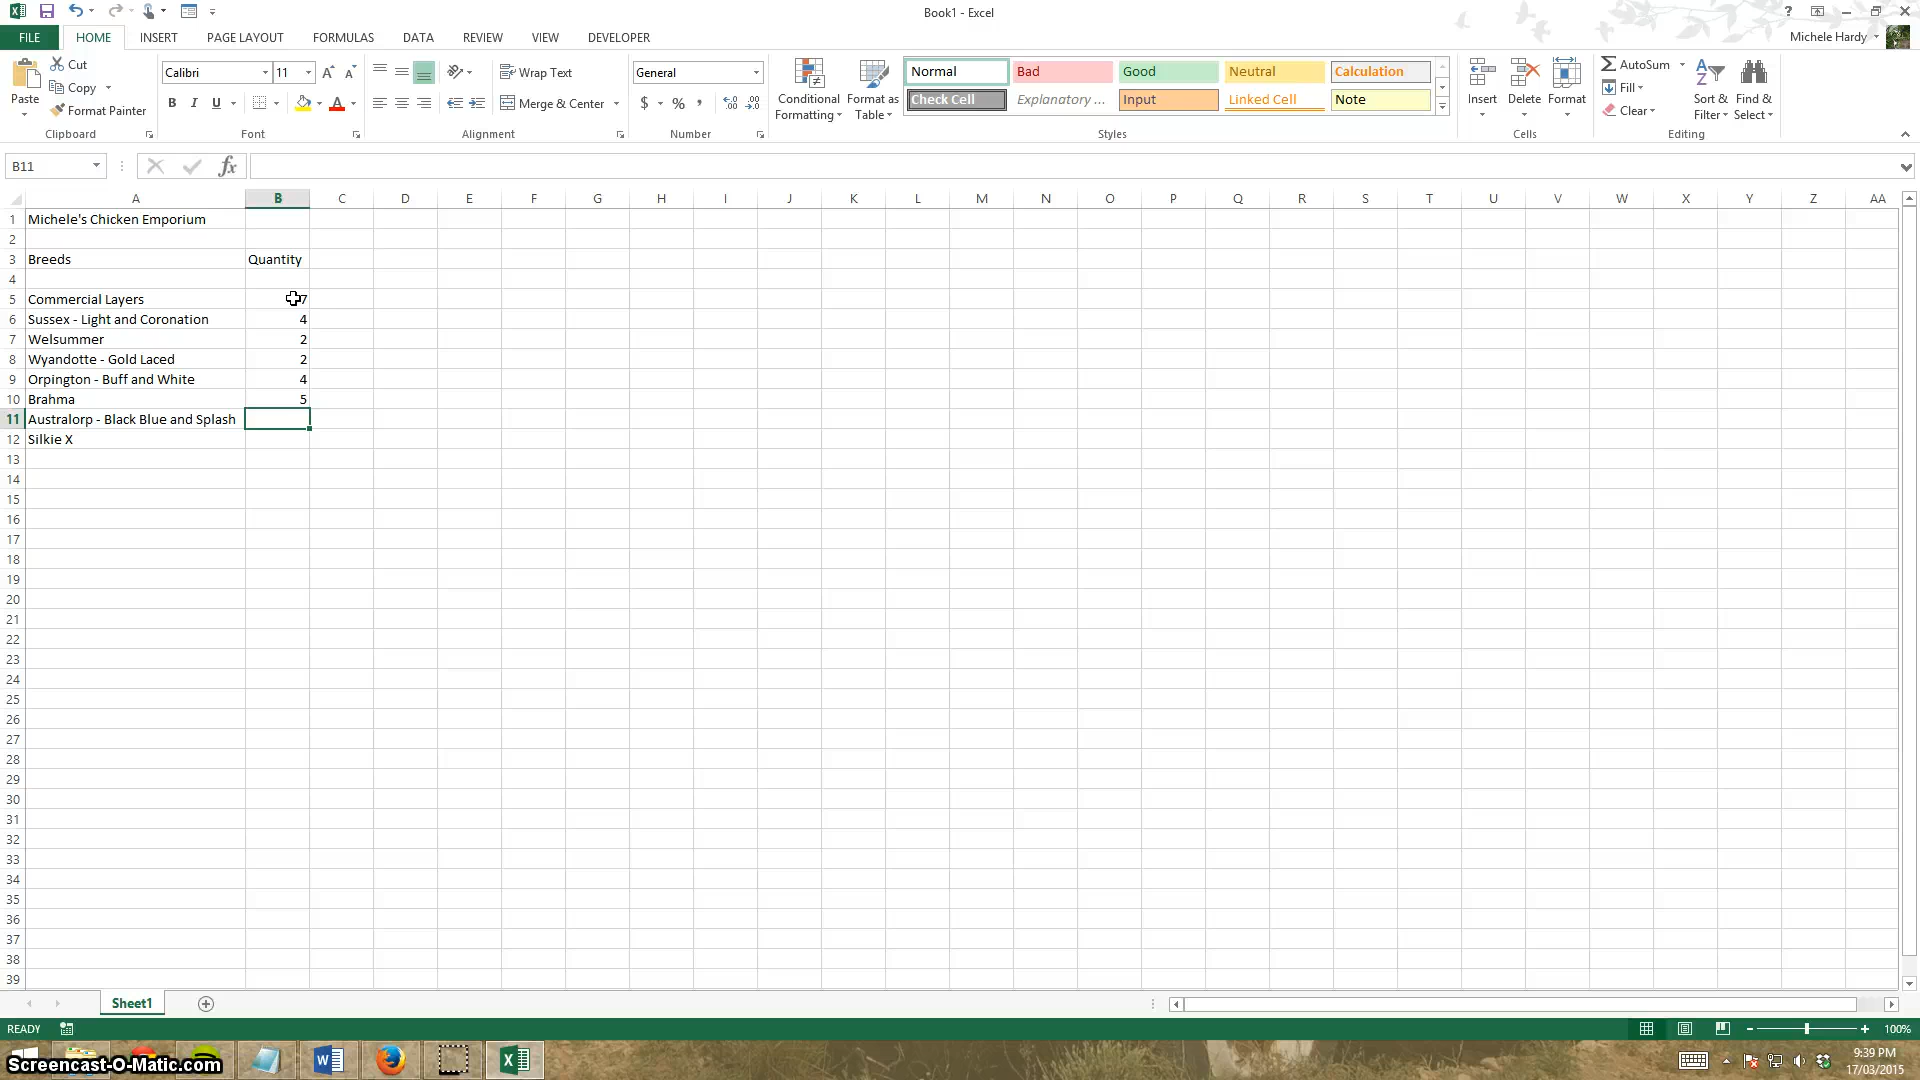 Book1 - Excel
Michele Hardy
FILE HOME INSERT PAGE LAYOUT FORMULAS DATA REVIEW VIEW DEVELOPER
Paste
Cut
Copy
Format Painter
Clipboard
Calibri 11
B I U
Font
Wrap Text
Merge & Center
Alignment
General
$ % ,
Number
Conditional Formatting
Format as Table
Normal Bad Good Neutral Calculation
Check Cell Explanatory ... Input Linked Cell Note
Styles
Insert Delete Format
Cells
AutoSum
Fill
Clear
Sort & Filter
Find & Select
Editing
B11
fx
A B C D E F G H I J K L M N O P Q R S T U V W X Y Z AA
1 Michele's Chicken Emporium
2
3 Breeds Quantity
4
5 Commercial Layers 7
6 Sussex - Light and Coronation 4
7 Welsummer 2
8 Wyandotte - Gold Laced 2
9 Orpington - Buff and White 4
10 Brahma 5
11 Australorp - Black Blue and Splash
12 Silkie X
13
14
15
16
17
18
19
20
21
22
23
24
25
26
27
28
29
30
31
32
33
34
35
36
37
38
39
Sheet1
READY
100%
Screencast-O-Matic.com
9:39 PM
17/03/2015